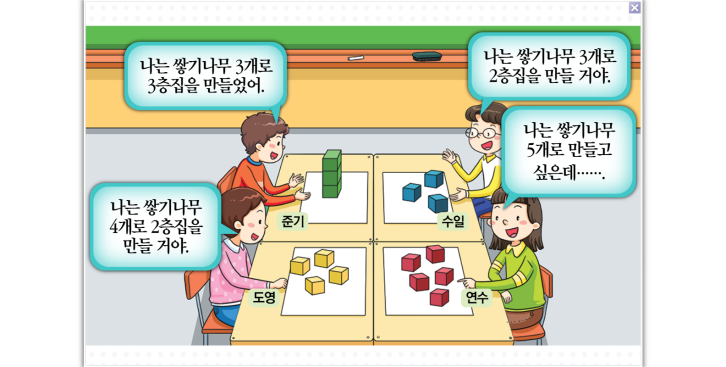 나는 쌓기나무 3개로
3층집을 만들었어.
나는 쌓기나무 3개로
2층집을 만들 거야.
나는 쌓기나무
5개로 만들고
싶은데…….
나는 쌓기나무
4개로 2층집을
만들 거야.
준기
수일
도영
연수